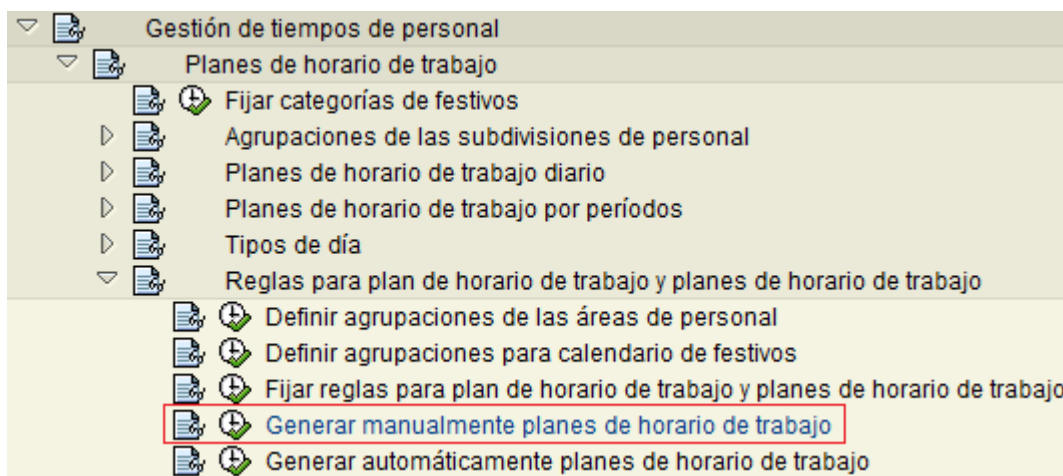 Gestión de tiempos de personal
Planes de horario de trabajo
Fijar categorías de festivos
Agrupaciones de las subdivisiones de personal
Planes de horario de trabajo diario
Planes de horario de trabajo por períodos
Tipos de día
Reglas para plan de horario de trabajo y planes de horario de trabajo
Definir agrupaciones de las áreas de personal
Definir agrupaciones para calendario de festivos
Fijar reglas para plan de horario de trabajo y planes de horario de trabajo
Generar manualmente planes de horario de trabajo
Generar automáticamente planes de horario de trabajo